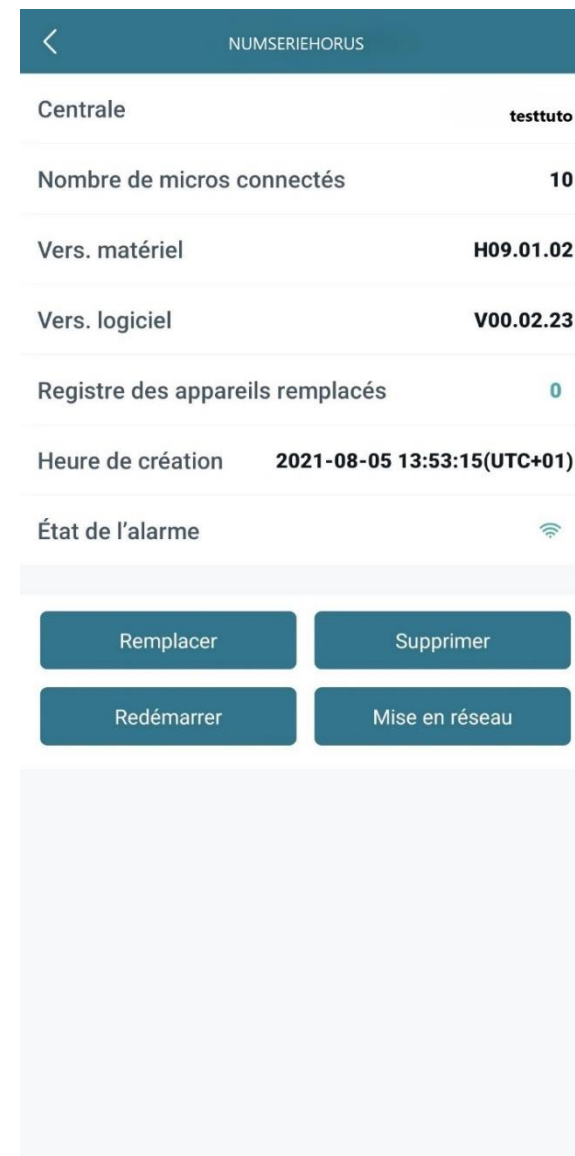 NUMSERIEHORUS
Centrale testtuto
Nombre de micros connectés 10
Vers. matériel H09.01.02
Vers. logiciel V00.02.23
Registre des appareils remplacés 0
Heure de création 2021-08-05 13:53:15(UTC+01)
État de l’alarme
Remplacer Supprimer
Redémarrer Mise en réseau